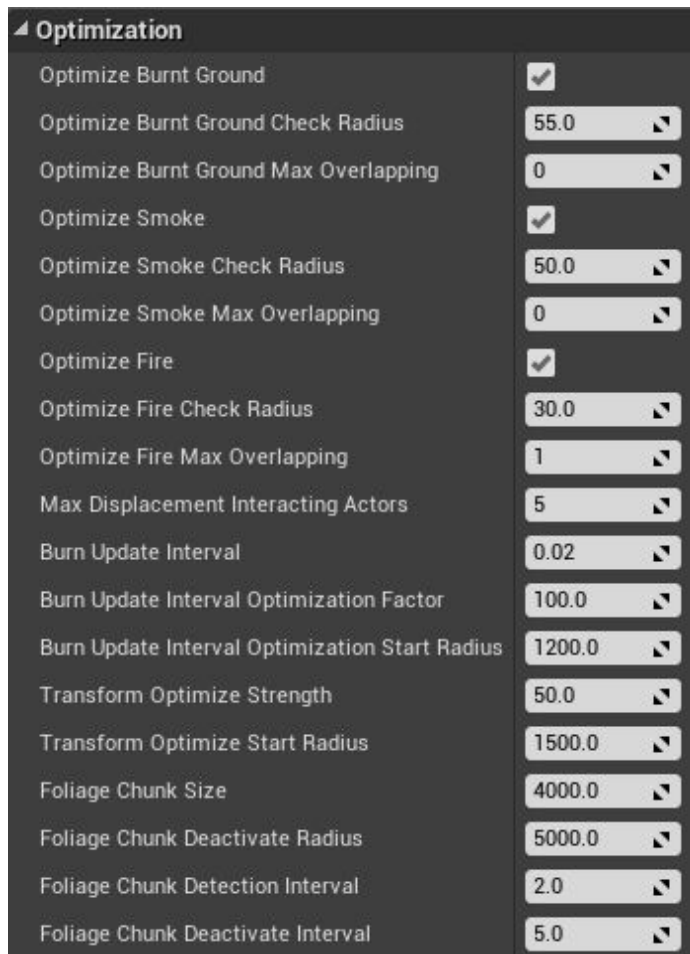 Optimization
Optimize Burnt Ground
Optimize Burnt Ground Check Radius 55.0
Optimize Burnt Ground Max Overlapping 0
Optimize Smoke
Optimize Smoke Check Radius 50.0
Optimize Smoke Max Overlapping 0
Optimize Fire
Optimize Fire Check Radius 30.0
Optimize Fire Max Overlapping 1
Max Displacement Interacting Actors 5
Burn Update Interval 0.02
Burn Update Interval Optimization Factor 100.0
Burn Update Interval Optimization Start Radius 1200.0
Transform Optimize Strength 50.0
Transform Optimize Start Radius 1500.0
Foliage Chunk Size 4000.0
Foliage Chunk Deactivate Radius 5000.0
Foliage Chunk Detection Interval 2.0
Foliage Chunk Deactivate Interval 5.0